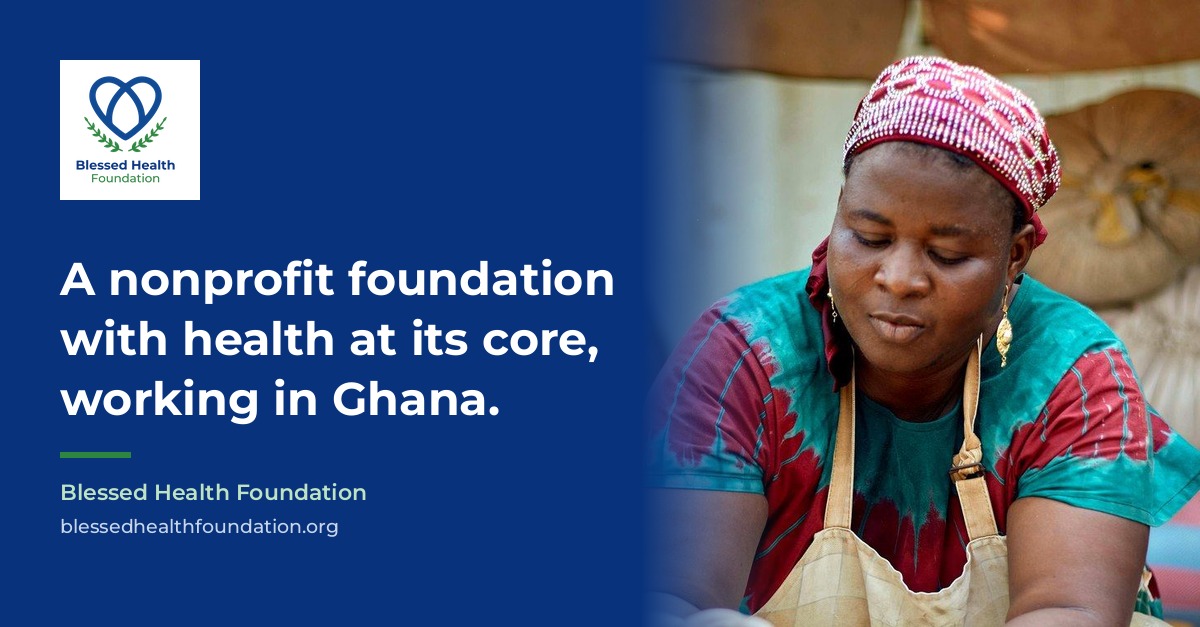 Blessed Health
Foundation
A nonprofit foundation
with health at its core,
working in Ghana.
Blessed Health Foundation
blessedhealthfoundation.org